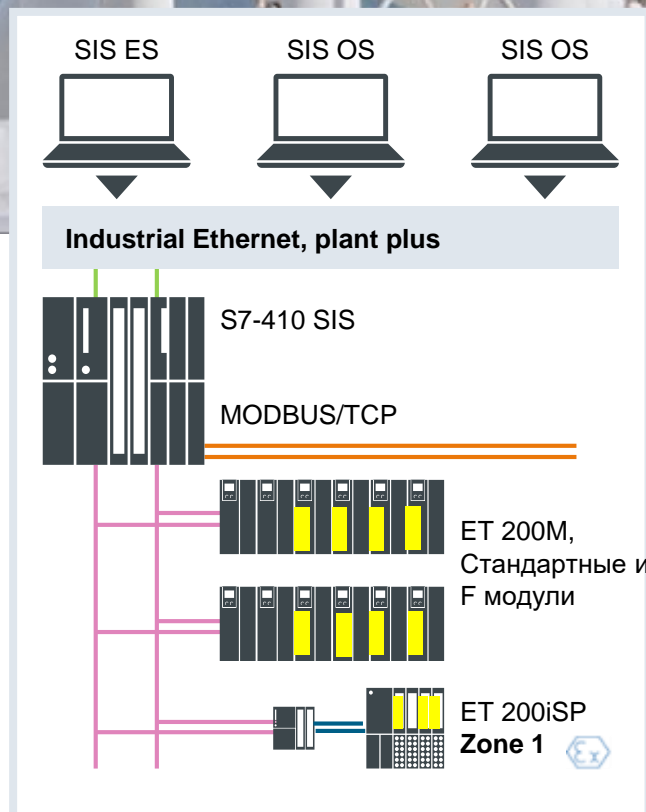 SIS ES
SIS OS
SIS OS
Industrial Ethernet, plant plus
S7-410 SIS
MODBUS/TCP
ET 200M,
Стандартные и
F модули
ET 200iSP
Zone 1
εx